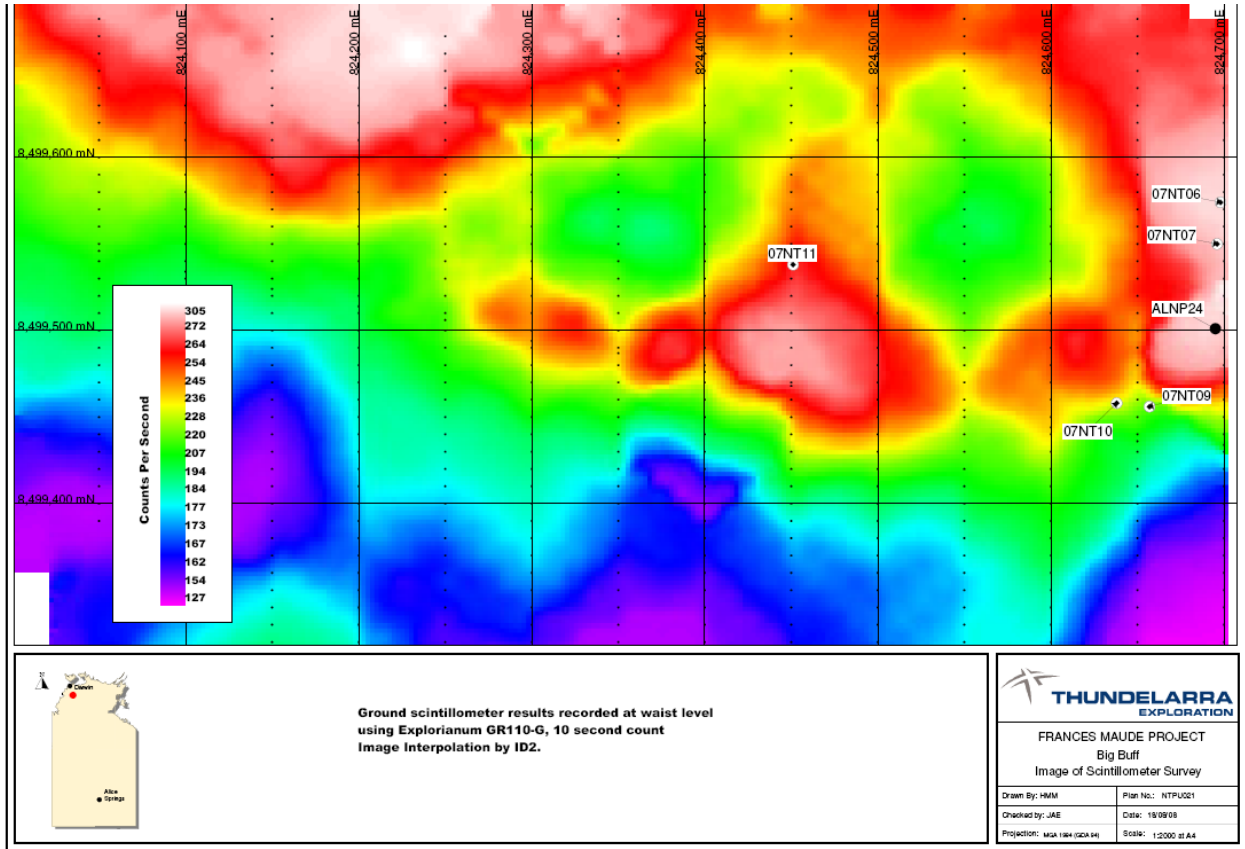 824,100 mE
824,200 mE
824,300 mE
824,400 mE
824,500 mE
824,600 mE
824,700 mE
8,499,600 mN
07NT06
07NT07
07NT11
8,499,500 mN
ALNP24
07NT09
07NT10
8,499,400 mN
Counts Per Second
305
272
264
254
245
236
228
220
207
194
184
177
173
167
162
154
127
N
Darwin
Alice
Springs
Ground scintillometer results recorded at waist level
using Explorianum GR110-G, 10 second count
Image Interpolation by ID2.
THUNDELARRA
EXPLORATION
FRANCES MAUDE PROJECT
Big Buff
Image of Scintillometer Survey
Drawn By: HMM
Plan No.: NTPU021
Checked by: JAE
Date: 18/09/08
Projection: MGA 1994 (GDA 94)
Scale: 1:2000 at A4